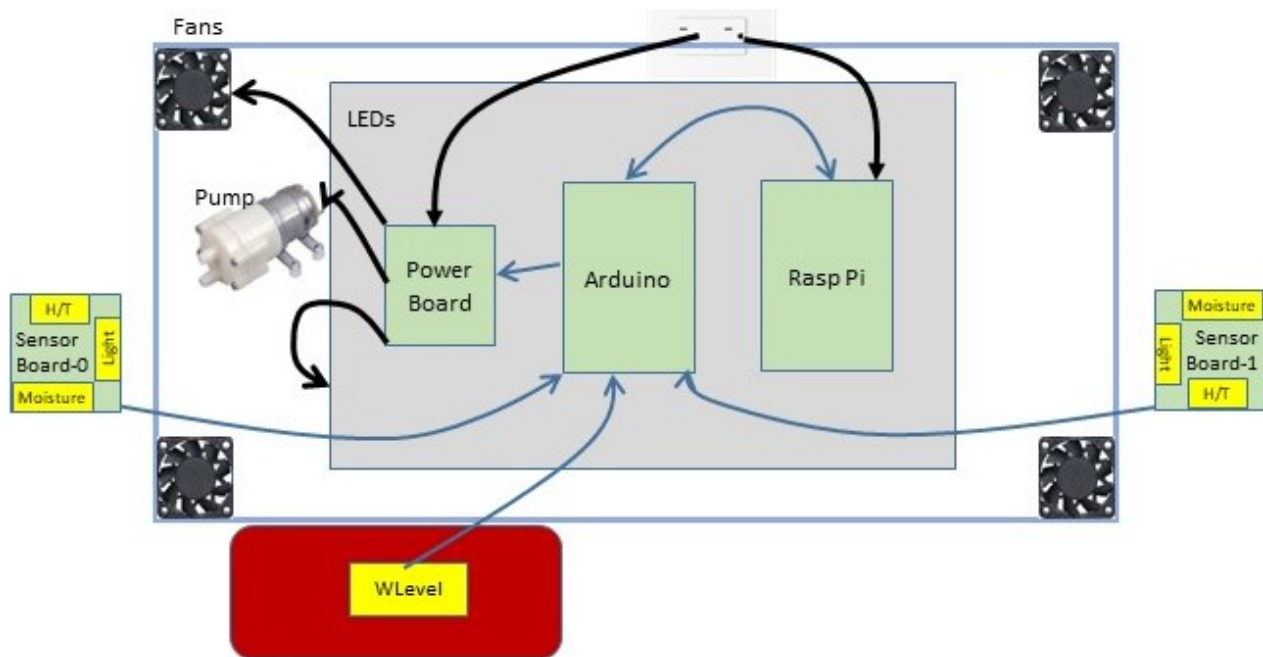 Fans
LEDs
Pump
Power
Board
Arduino
Rasp Pi
H/T
Sensor
Board-0
Light
Moisture
Moisture
Light
Sensor
Board-1
H/T
WLevel